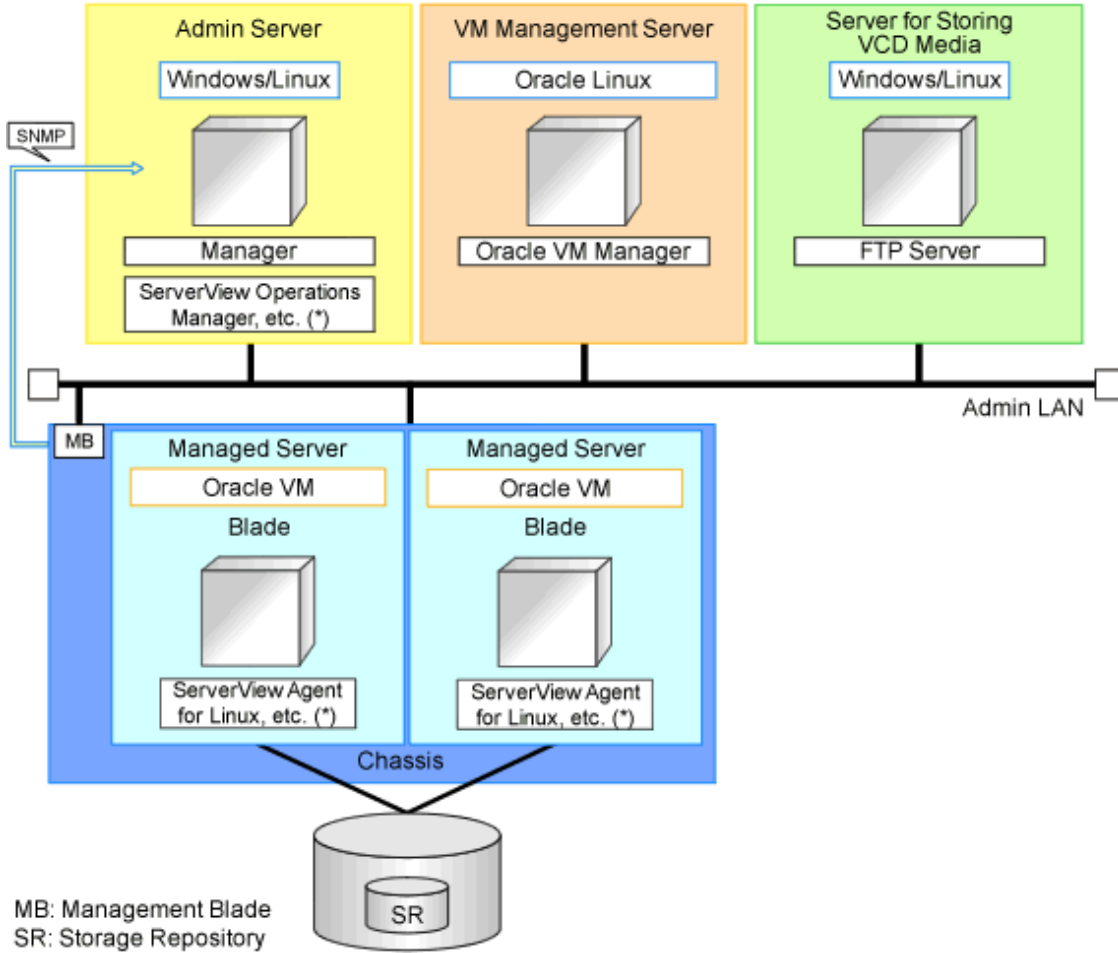 Admin Server
Windows/Linux
Manager
ServerView Operations
Manager, etc. (*)
VM Management Server
Oracle Linux
Oracle VM Manager
Server for Storing
VCD Media
Windows/Linux
FTP Server
SNMP
Admin LAN
MB
Managed Server
Oracle VM
Blade
ServerView Agent
for Linux, etc. (*)
Managed Server
Oracle VM
Blade
ServerView Agent
for Linux, etc. (*)
Chassis
SR
MB: Management Blade
SR: Storage Repository